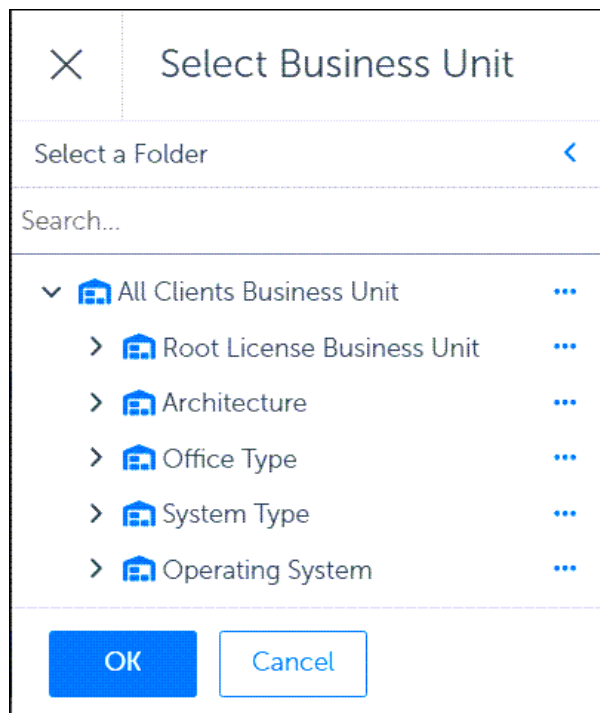 Select Business Unit
Select a Folder
Search...
All Clients Business Unit
Root License Business Unit
Architecture
Office Type
System Type
Operating System
OK Cancel